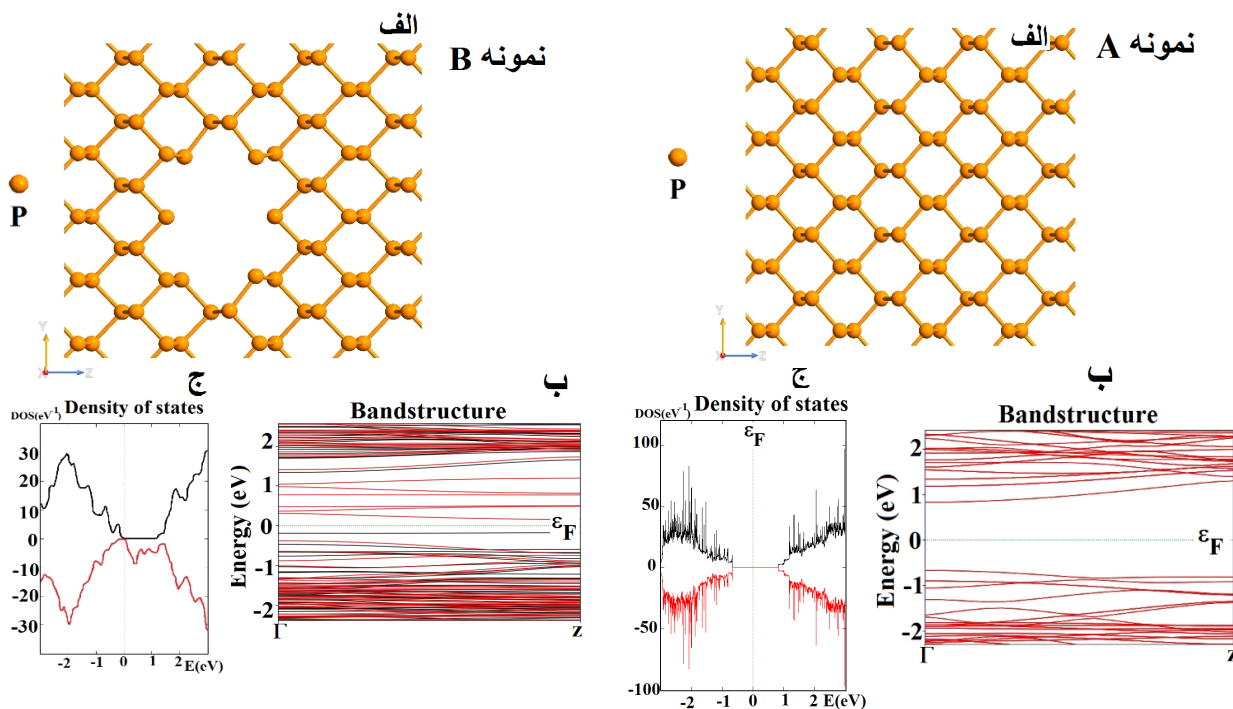 الف
نمونه B
P
Y
X
Z
ج
DOS(eV⁻¹) Density of states
30
20
10
0
-10
-20
-30
-2
-1
0
1
2
E(eV)
ب
Bandstructure
Energy (eV)
2
1
0
-1
-2
εF
Γ
z
الف
نمونه A
P
Y
X
Z
ج
DOS(eV⁻¹) Density of states
εF
100
50
0
-50
-100
-2
-1
0
1
2
E(eV)
ب
Bandstructure
Energy (eV)
2
1
0
-1
-2
εF
Γ
z